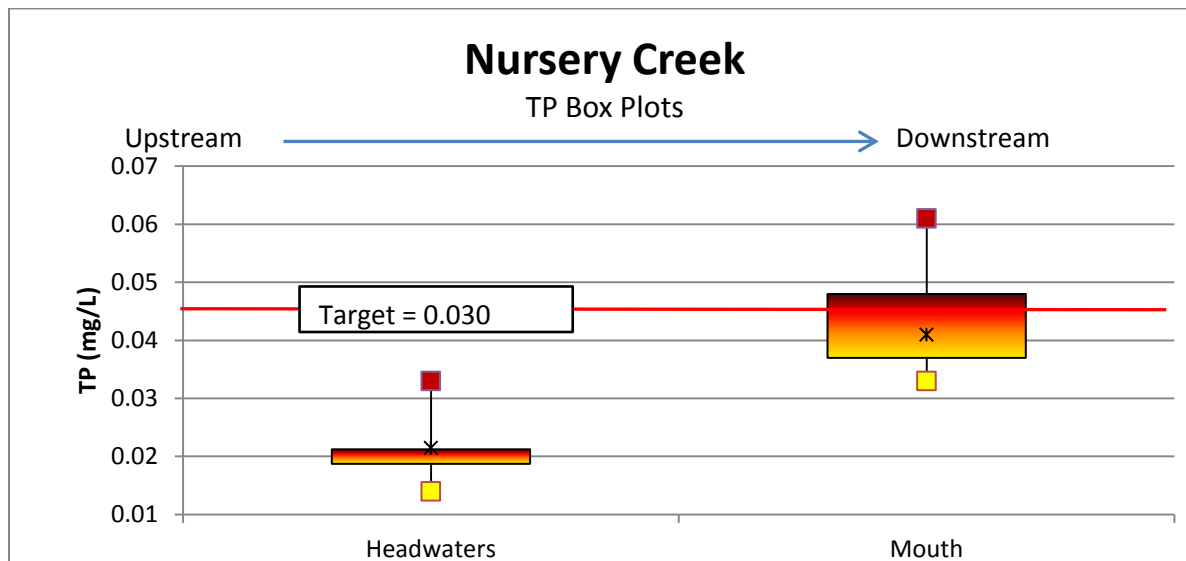 Nursery Creek
TP Box Plots
Upstream
Downstream
TP (mg/L)
0.07
0.06
0.05
0.04
0.03
0.02
0.01
Target = 0.030
Headwaters
Mouth